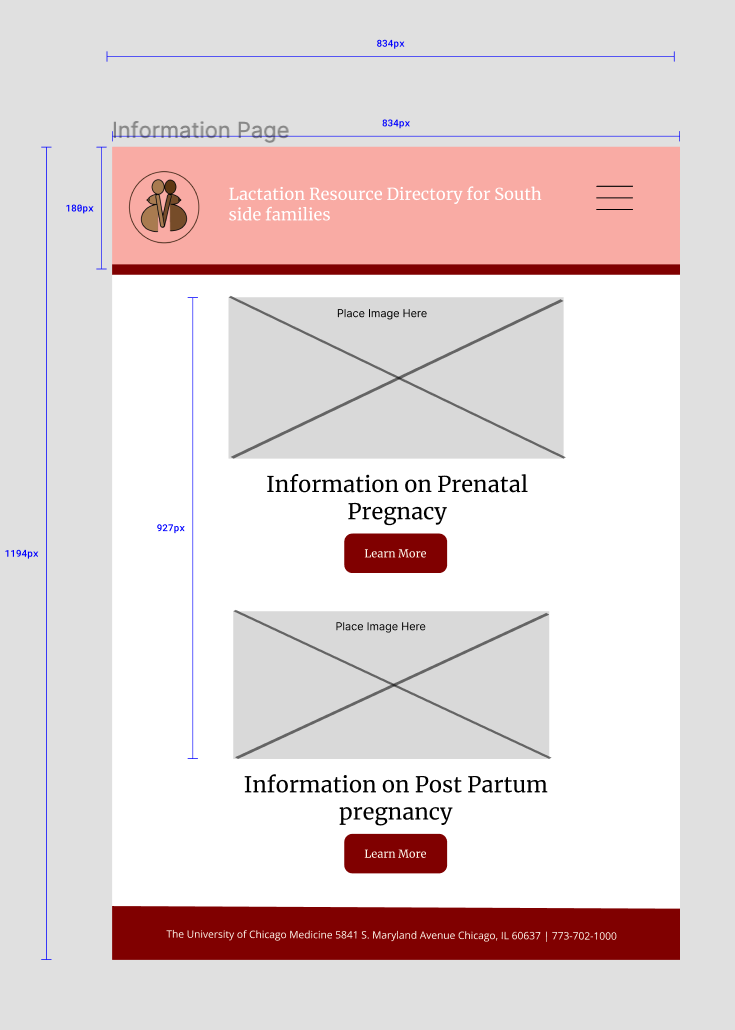 834px
Information Page
834px
180px
Lactation Resource Directory for South
side families
Place Image Here
Information on Prenatal
Pregnacy
Learn More
927px
1194px
Place Image Here
Information on Post Partum
pregnancy
Learn More
The University of Chicago Medicine 5841 S. Maryland Avenue Chicago, IL 60637 | 773-702-1000